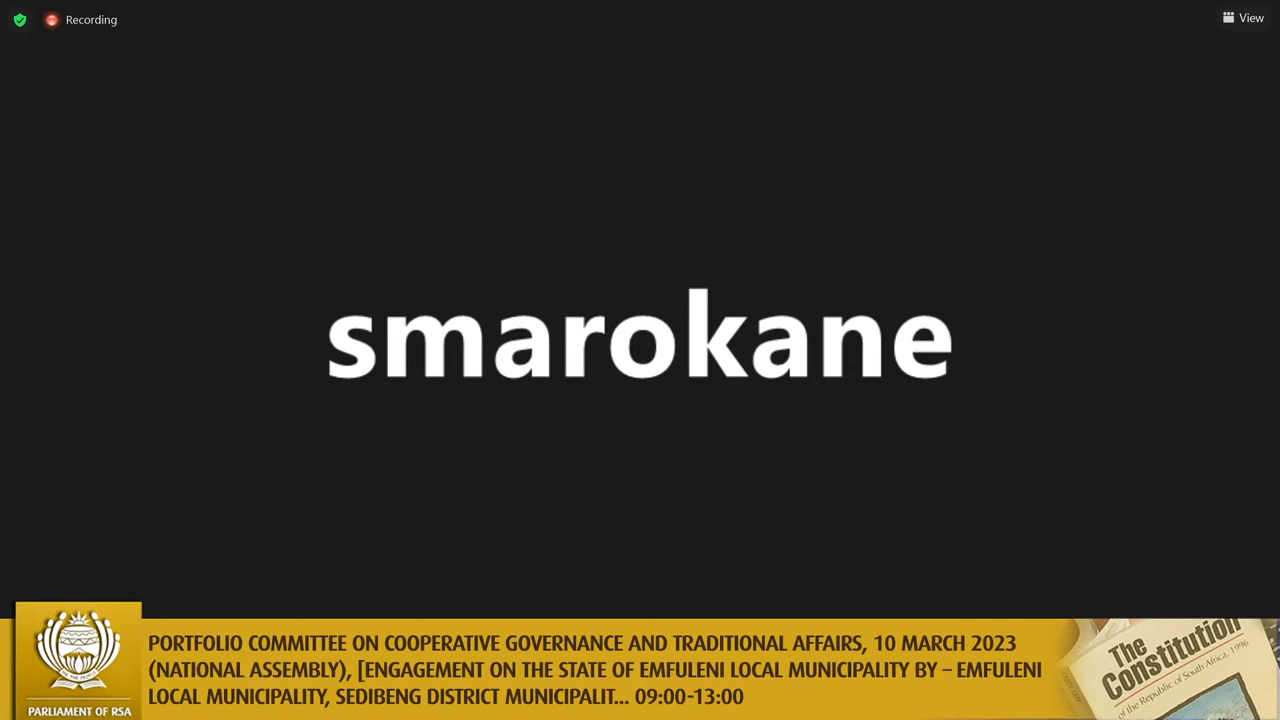 Recording
View
smarokane
PORTFOLIO COMMITTEE ON COOPERATIVE GOVERNANCE AND TRADITIONAL AFFAIRS, 10 MARCH 2023
(NATIONAL ASSEMBLY), [ENGAGEMENT ON THE STATE OF EMFULENI LOCAL MUNICIPALITY BY – EMFULENI
LOCAL MUNICIPALITY, SEDIBENG DISTRICT MUNICIPALIT... 09:00-13:00
PARLIAMENT OF RSA
The
Constitution
of the Republic of South Africa, 1996